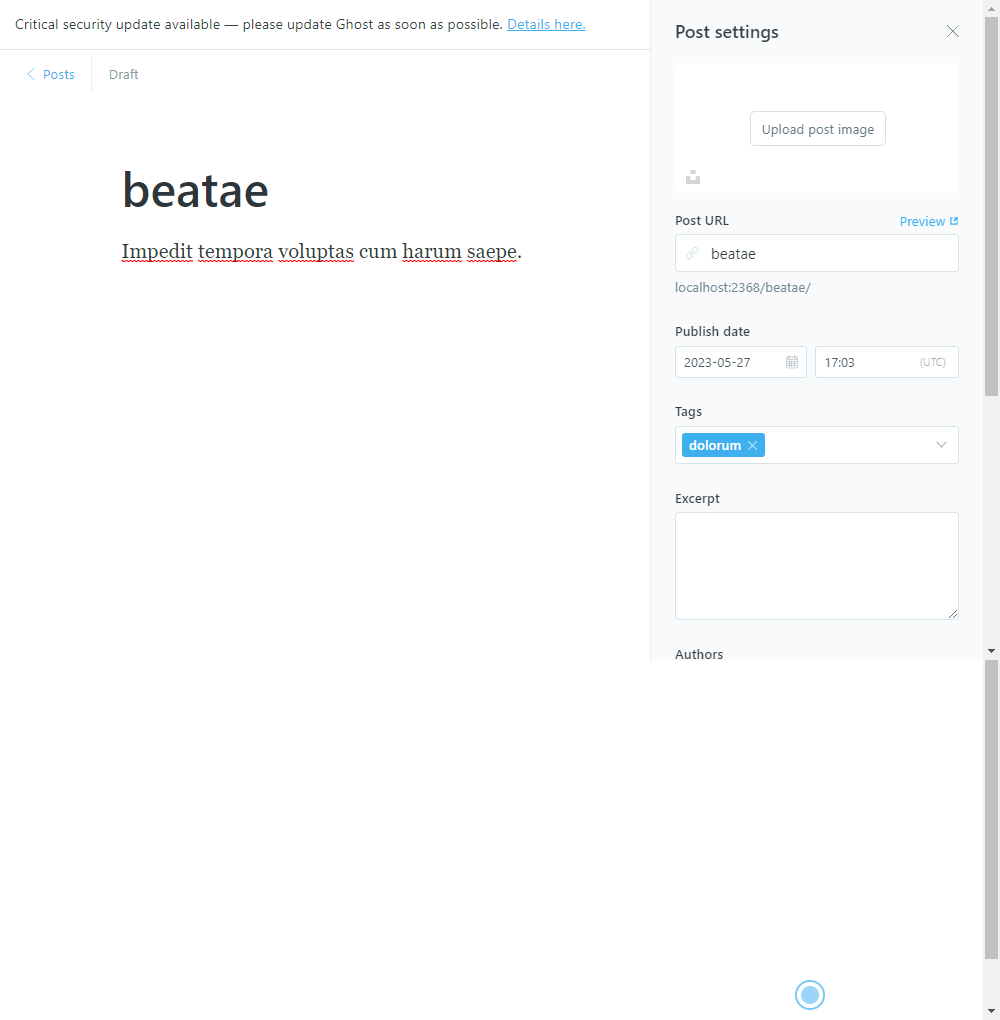 Critical security update available — please update Ghost as soon as possible. Details here.
Posts
Draft
beatae
Impedit tempora voluptas cum harum saepe.
Post settings
Upload post image
Post URL
Preview
beatae
localhost:2368/beatae/
Publish date
2023-05-27
17:03
(UTC)
Tags
dolorum
Excerpt
Authors